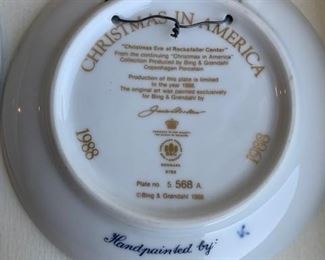 CHRISTMAS IN AMERICA
"Christmas Eve at Rockefeller Center"
From the continuing "Christmas in America"
Collection Produced by Bing & Grøndahl
Copenhagen Porcelain
Production of this plate is limited
to the year 1988.
The original art was painted exclusively
for Bing & Grøndahl by
1988
1988
DENMARK
Plate no. 5 568 A.
©Bing & Grøndahl 1988
Handpainted by: